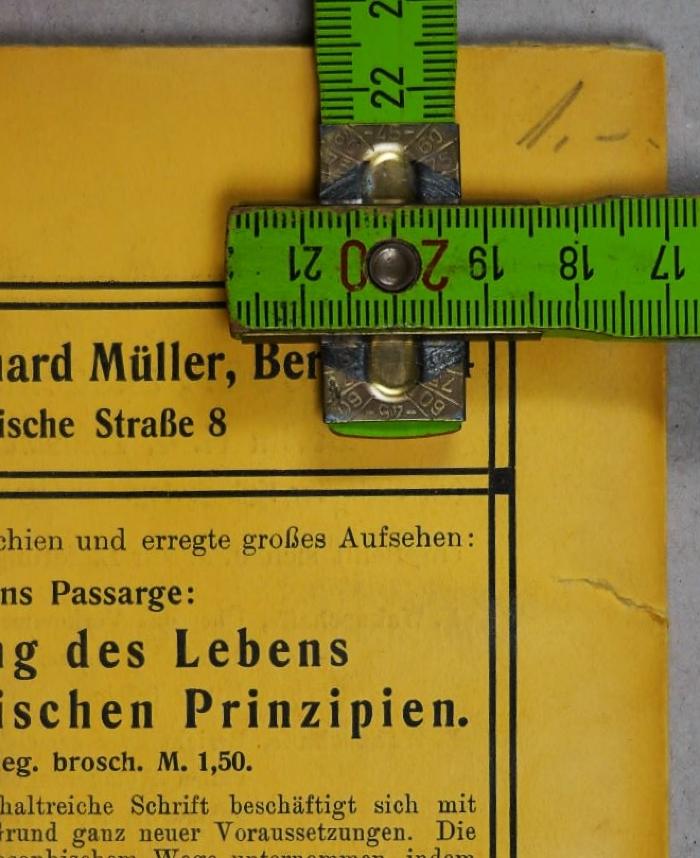 22
1.--.
21 20 19 18 17
ard Müller, Ber
ische Straße 8
chien und erregte großes Aufsehen:
ns Passarge:
g des Lebens
ischen Prinzipien.
eg. brosch. M. 1,50.
haltreiche Schrift beschäftigt sich mit
Grund ganz neuer Voraussetzungen. Die